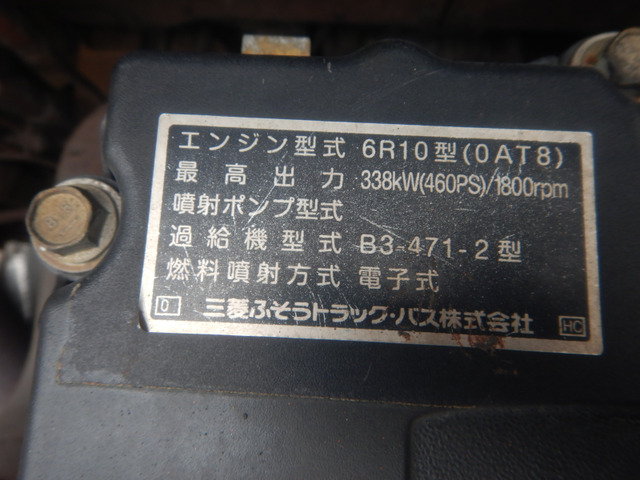 エンジン型式 6R10型(0AT8)
最高出力 338kW(460PS)/1800rpm
噴射ポンプ型式
過給機型式 B3-471-2型
燃料噴射方式 電子式
0 三菱ふそうトラック・バス株式会社 HC